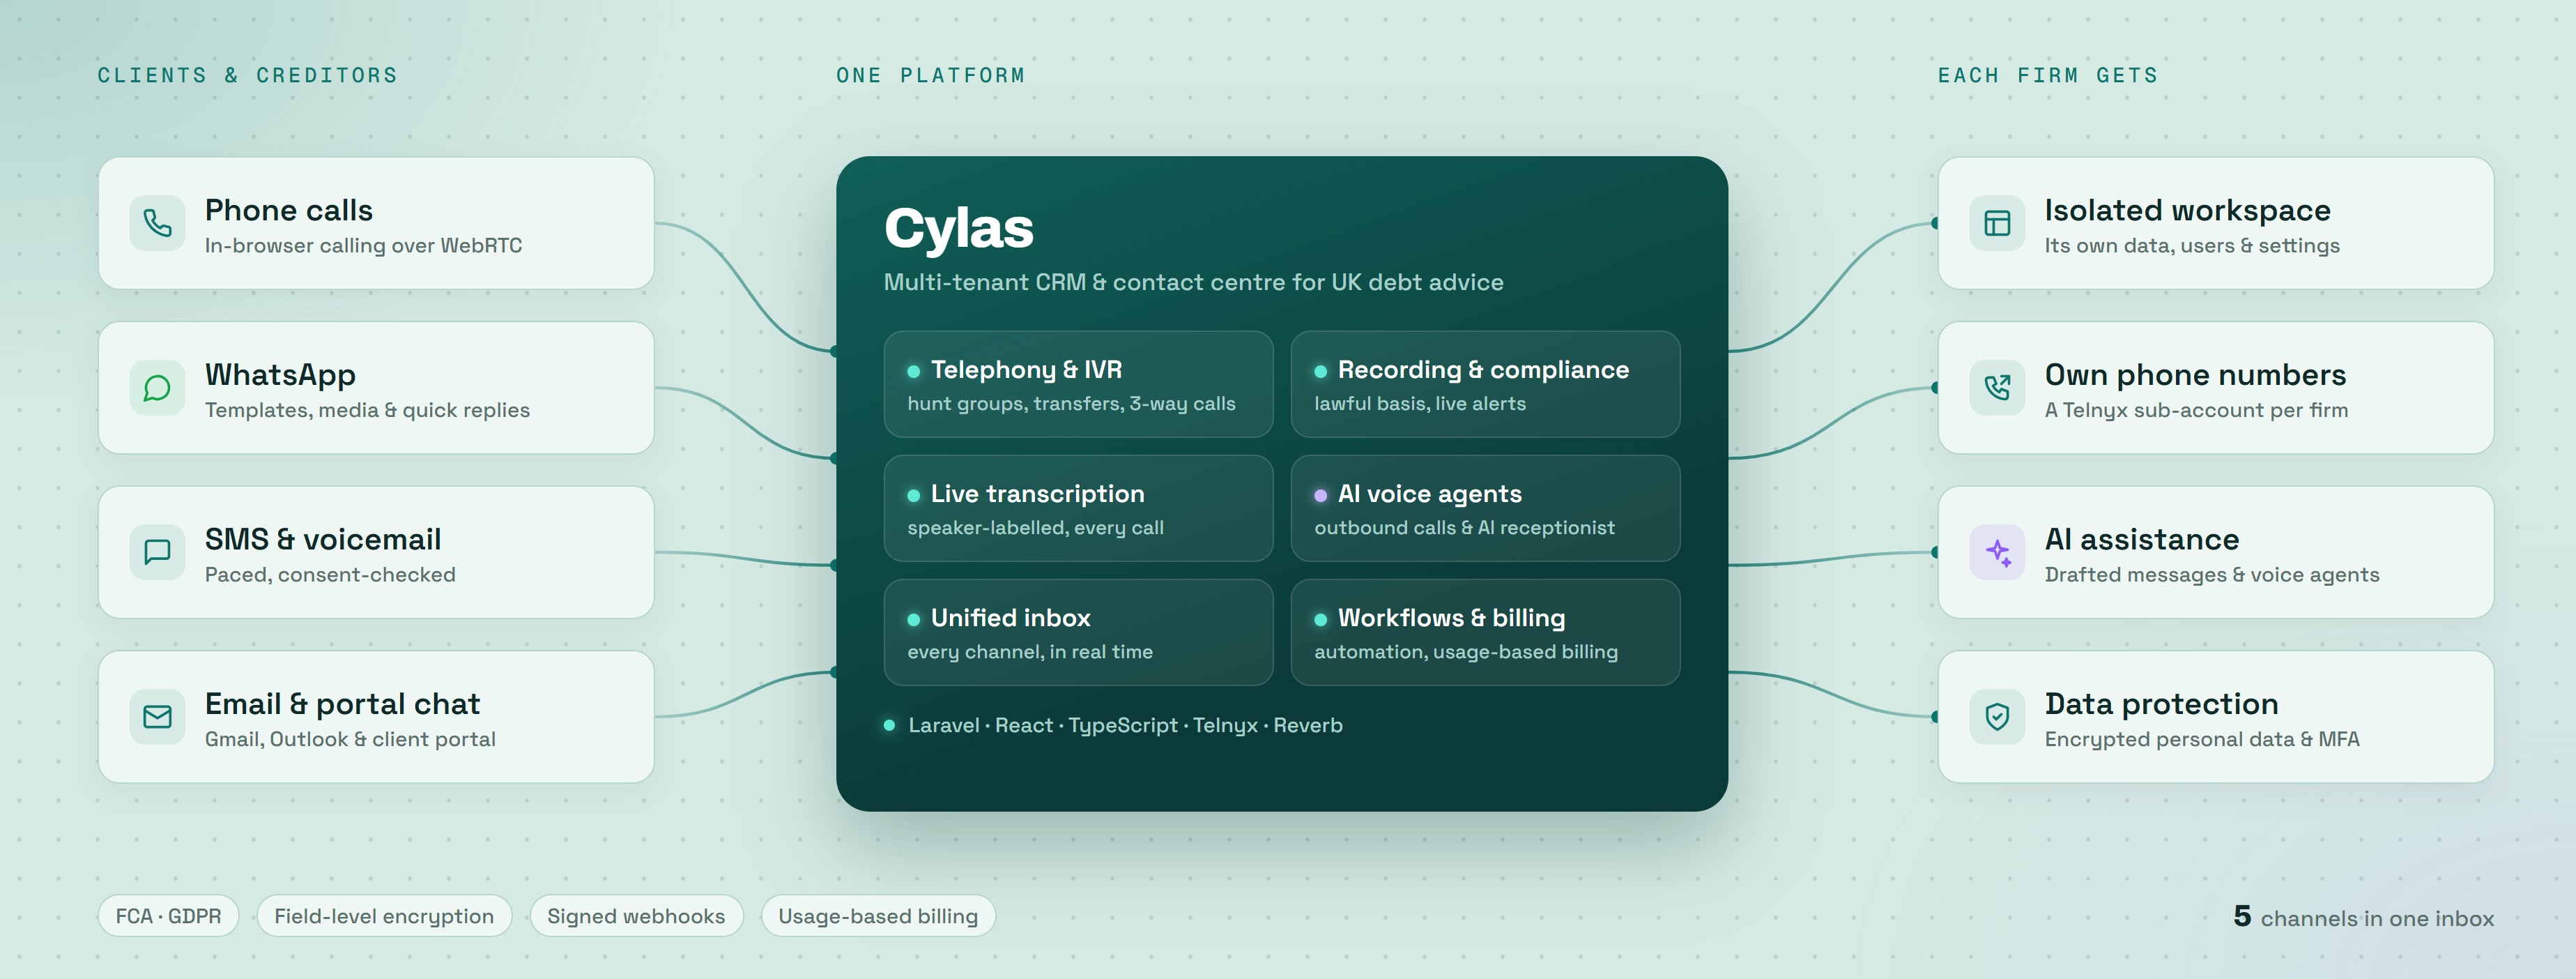 CLIENTS & CREDITORS
Phone calls
In-browser calling over WebRTC
WhatsApp
Templates, media & quick replies
SMS & voicemail
Paced, consent-checked
Email & portal chat
Gmail, Outlook & client portal
ONE PLATFORM
Cylas
Multi-tenant CRM & contact centre for UK debt advice
Telephony & IVR
hunt groups, transfers, 3-way calls
Recording & compliance
lawful basis, live alerts
Live transcription
speaker-labelled, every call
AI voice agents
outbound calls & AI receptionist
Unified inbox
every channel, in real time
Workflows & billing
automation, usage-based billing
Laravel · React · TypeScript · Telnyx · Reverb
EACH FIRM GETS
Isolated workspace
Its own data, users & settings
Own phone numbers
A Telnyx sub-account per firm
AI assistance
Drafted messages & voice agents
Data protection
Encrypted personal data & MFA
FCA · GDPR
Field-level encryption
Signed webhooks
Usage-based billing
5 channels in one inbox